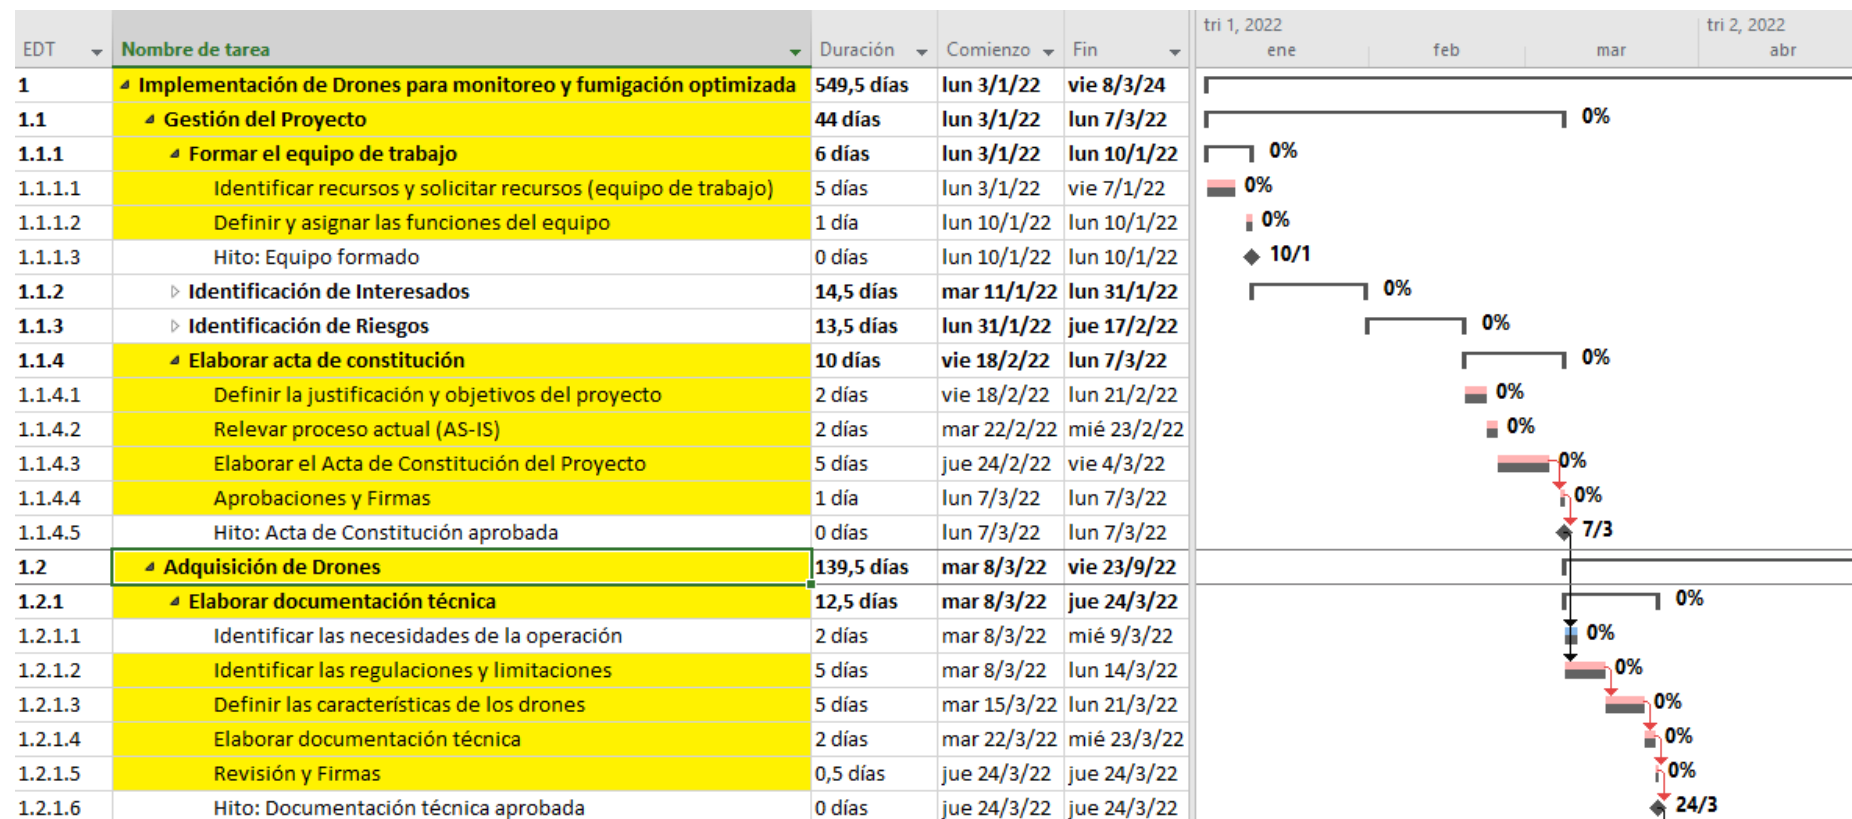 tri 1, 2022 tri 2, 2022
EDT Nombre de tarea Duración Comienzo Fin ene feb mar abr
1 Implementación de Drones para monitoreo y fumigación optimizada 549,5 días lun 3/1/22 vie 8/3/24
1.1 Gestión del Proyecto 44 días lun 3/1/22 lun 7/3/22 0%
1.1.1 Formar el equipo de trabajo 6 días lun 3/1/22 lun 10/1/22 0%
1.1.1.1 Identificar recursos y solicitar recursos (equipo de trabajo) 5 días lun 3/1/22 vie 7/1/22 0%
1.1.1.2 Definir y asignar las funciones del equipo 1 día lun 10/1/22 lun 10/1/22 0%
1.1.1.3 Hito: Equipo formado 0 días lun 10/1/22 lun 10/1/22 10/1
1.1.2 Identificación de Interesados 14,5 días mar 11/1/22 lun 31/1/22 0%
1.1.3 Identificación de Riesgos 13,5 días lun 31/1/22 jue 17/2/22 0%
1.1.4 Elaborar acta de constitución 10 días vie 18/2/22 lun 7/3/22 0%
1.1.4.1 Definir la justificación y objetivos del proyecto 2 días vie 18/2/22 lun 21/2/22 0%
1.1.4.2 Relevar proceso actual (AS-IS) 2 días mar 22/2/22 mié 23/2/22 0%
1.1.4.3 Elaborar el Acta de Constitución del Proyecto 5 días jue 24/2/22 vie 4/3/22 0%
1.1.4.4 Aprobaciones y Firmas 1 día lun 7/3/22 lun 7/3/22 0%
1.1.4.5 Hito: Acta de Constitución aprobada 0 días lun 7/3/22 lun 7/3/22 7/3
1.2 Adquisición de Drones 139,5 días mar 8/3/22 vie 23/9/22
1.2.1 Elaborar documentación técnica 12,5 días mar 8/3/22 jue 24/3/22 0%
1.2.1.1 Identificar las necesidades de la operación 2 días mar 8/3/22 mié 9/3/22 0%
1.2.1.2 Identificar las regulaciones y limitaciones 5 días mar 8/3/22 lun 14/3/22 0%
1.2.1.3 Definir las características de los drones 5 días mar 15/3/22 lun 21/3/22 0%
1.2.1.4 Elaborar documentación técnica 2 días mar 22/3/22 mié 23/3/22 0%
1.2.1.5 Revisión y Firmas 0,5 días jue 24/3/22 jue 24/3/22 0%
1.2.1.6 Hito: Documentación técnica aprobada 0 días jue 24/3/22 jue 24/3/22 24/3